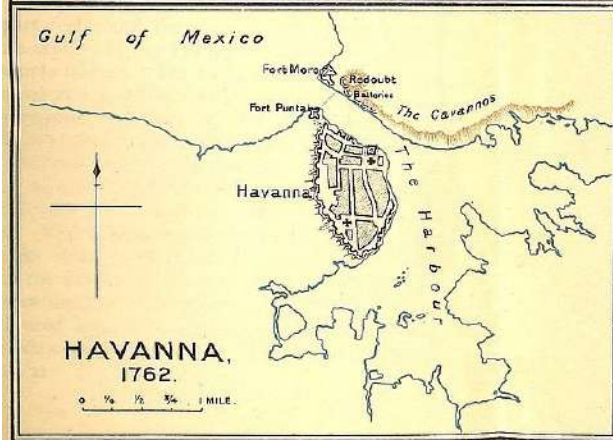 Gulf of Mexico
Fort Moro
Redoubt
Batteries
The Cavannos
Fort Puntal
Havanna
The Harbour
HAVANNA,
1762.
0 1/4 1/2 3/4 1 MILE.